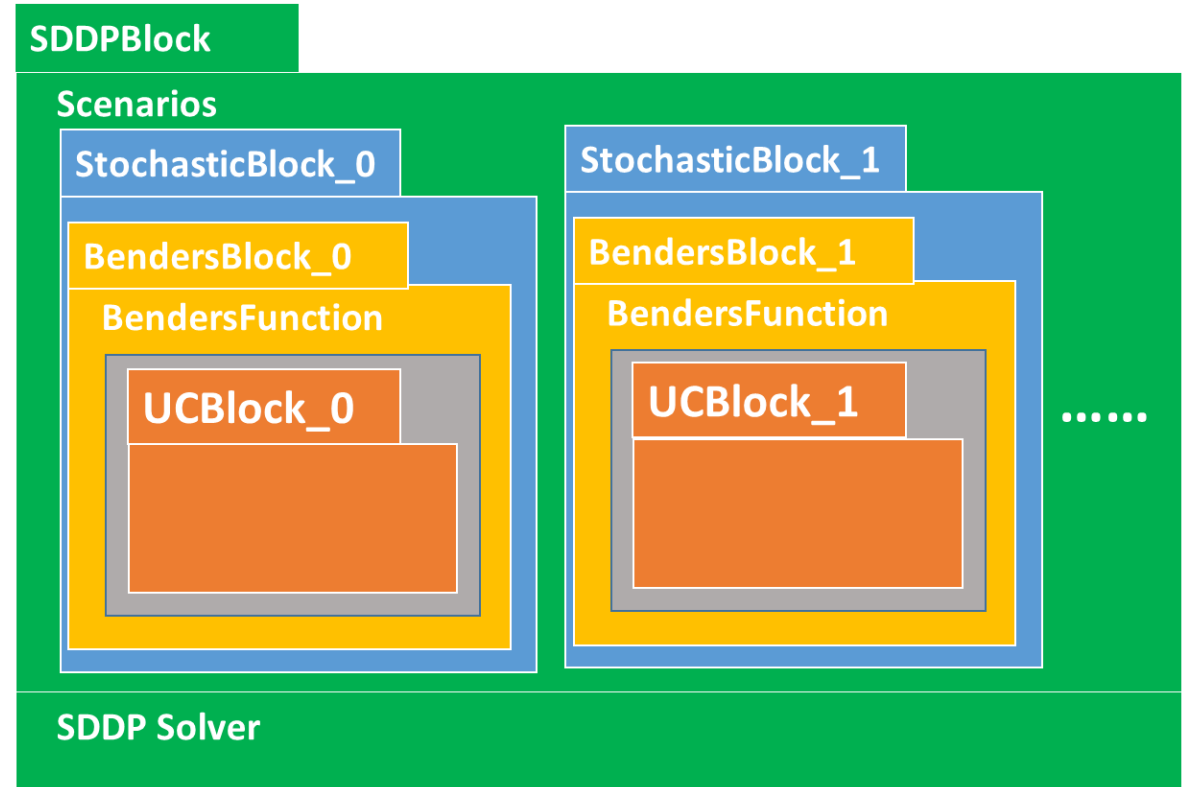 SDDPBlock
Scenarios
StochasticBlock_0
StochasticBlock_1
BendersBlock_0
BendersBlock_1
BendersFunction
BendersFunction
UCBlock_0
UCBlock_1
......
SDDP Solver